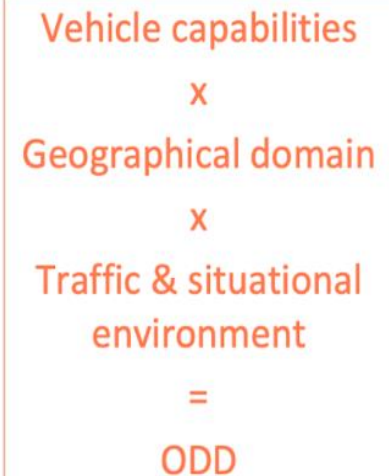 Vehicle capabilities
x
Geographical domain
x
Traffic & situational
environment
=
ODD